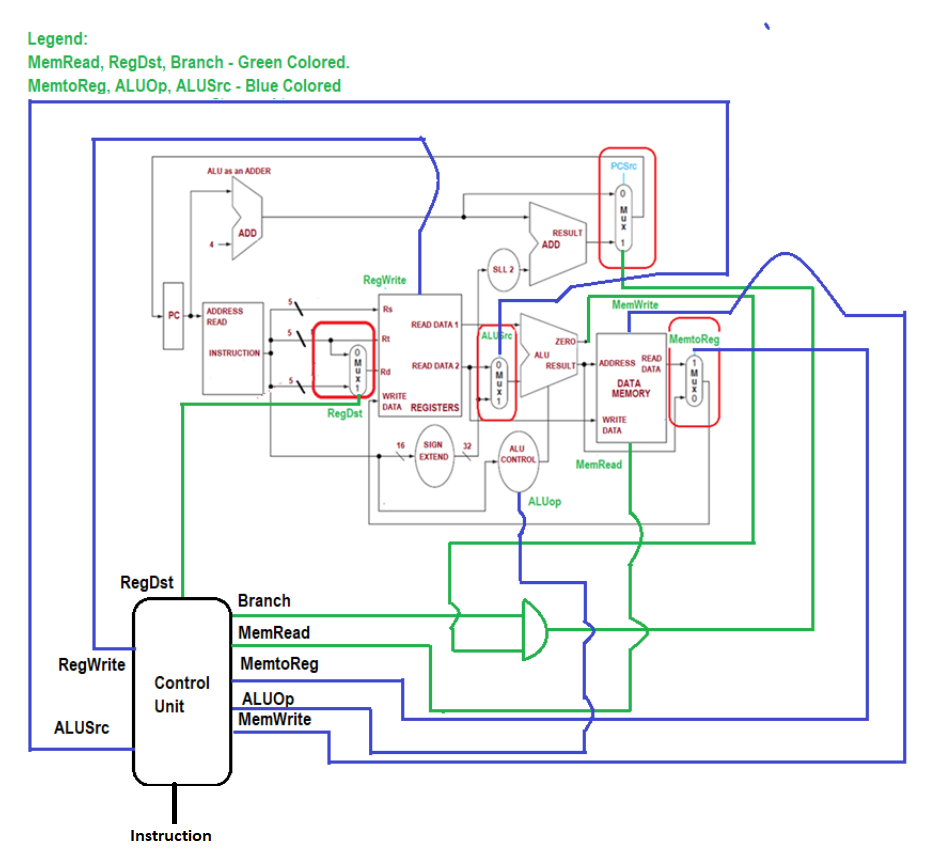 Legend:
MemRead, RegDst, Branch - Green Colored.
MemtoReg, ALUOp, ALUSrc - Blue Colored
ALU as an ADDER
PCSrc
0
M
u
x
1
ADD
4
RESULT
ADD
SLL 2
RegWrite
MemWrite
PC
ADDRESS
READ
INSTRUCTION
5
5
5
0
M
u
x
1
RegDst
Rs
Rt
Rd
WRITE
DATA
READ DATA 1
READ DATA 2
REGISTERS
ALUSrc
0
M
u
x
1
ZERO
ALU
RESULT
ADDRESS
READ
DATA
DATA
MEMORY
WRITE
DATA
MemtoReg
1
M
u
x
0
16
SIGN
EXTEND
32
ALU
CONTROL
MemRead
ALUop
RegDst
Branch
MemRead
RegWrite
MemtoReg
Control
Unit
ALUOp
MemWrite
ALUSrc
Instruction